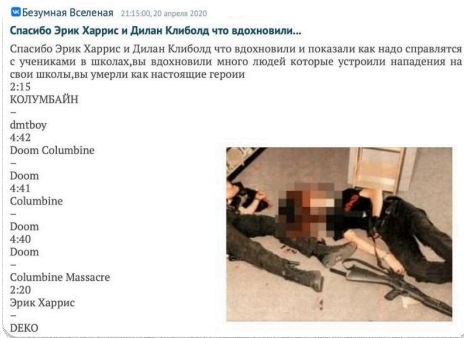 Безумная Вселеная 21:15:00, 20 апреля 2020
Спасибо Эрик Харрис и Дилан Клиболд что вдохновили...
Спасибо Эрик Харрис и Дилан Клиболд что вдохновили и показали как надо справлятся
с учениками в школах,вы вдохновили много людей которые устроили нападения на
свои школы,вы умерли как настоящие героии
2:15
КОЛУМБАЙН
–
dmtboy
4:42
Doom Columbine
–
Doom
4:41
Columbine
–
Doom
4:40
Doom
–
Columbine Massacre
2:20
Эрик Харрис
–
DEKO